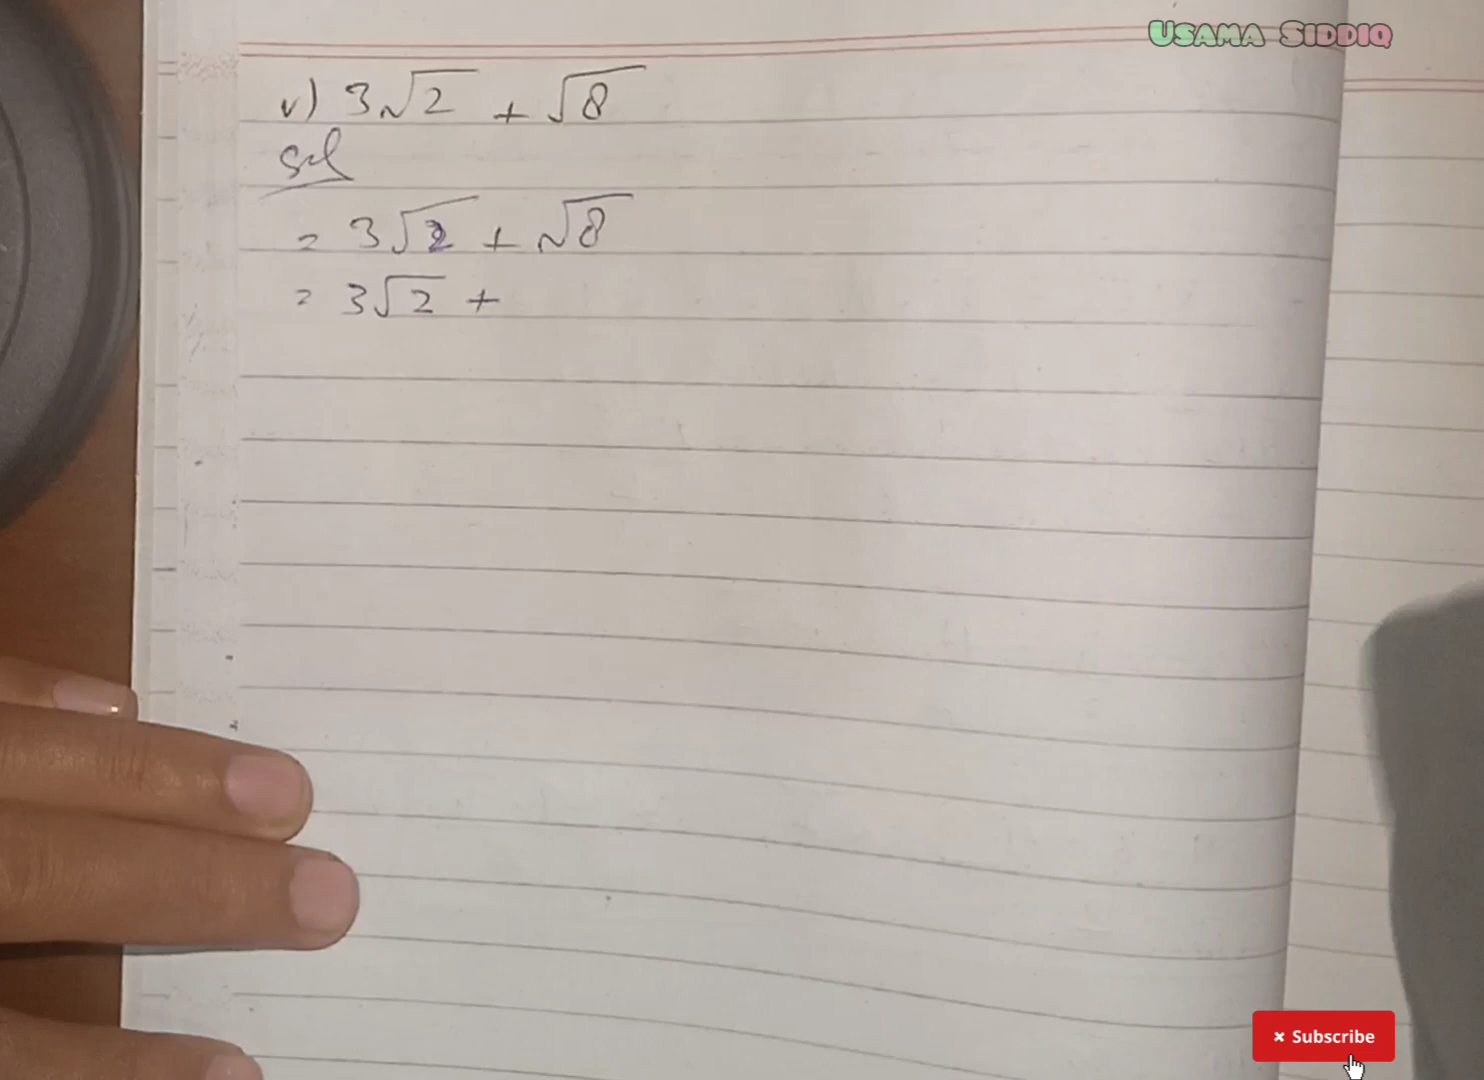 Usama Siddiq
v) 3√2 + √8
Sol
= 3√2 + √8
= 3√2 +
× Subscribe